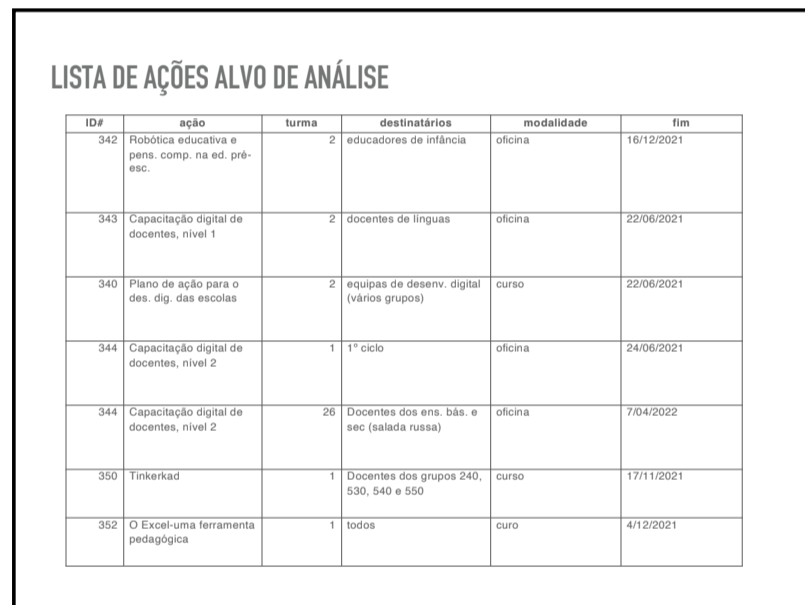 LISTA DE AÇÕES ALVO DE ANÁLISE
ID# ação turma destinatários modalidade fim
342 Robótica educativa e 2 educadores de infância oficina 16/12/2021
pens. comp. na ed. pré-
esc.
343 Capacitação digital de 2 docentes de línguas oficina 22/06/2021
docentes, nível 1
340 Plano de ação para o 2 equipas de desenv. digital curso 22/06/2021
des. dig. das escolas (vários grupos)
344 Capacitação digital de 1 1º ciclo oficina 24/06/2021
docentes, nível 2
344 Capacitação digital de 26 Docentes dos ens. bás. e oficina 7/04/2022
docentes, nível 2 sec (salada russa)
350 Tinkerkad 1 Docentes dos grupos 240, curso 17/11/2021
530, 540 e 550
352 O Excel-uma ferramenta 1 todos curo 4/12/2021
pedagógica